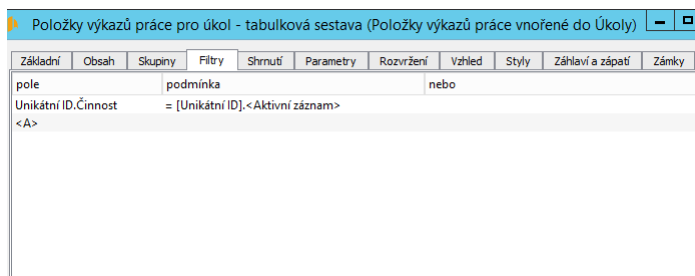 Položky výkazů práce pro úkol - tabulková sestava (Položky výkazů práce vnořené do Úkoly)
Základní Obsah Skupiny Filtry Shrnutí Parametry Rozvržení Vzhled Styly Záhlaví a zápatí Zámky
pole podmínka nebo
Unikátní ID.Činnost = [Unikátní ID].<Aktivní záznam>
<A>